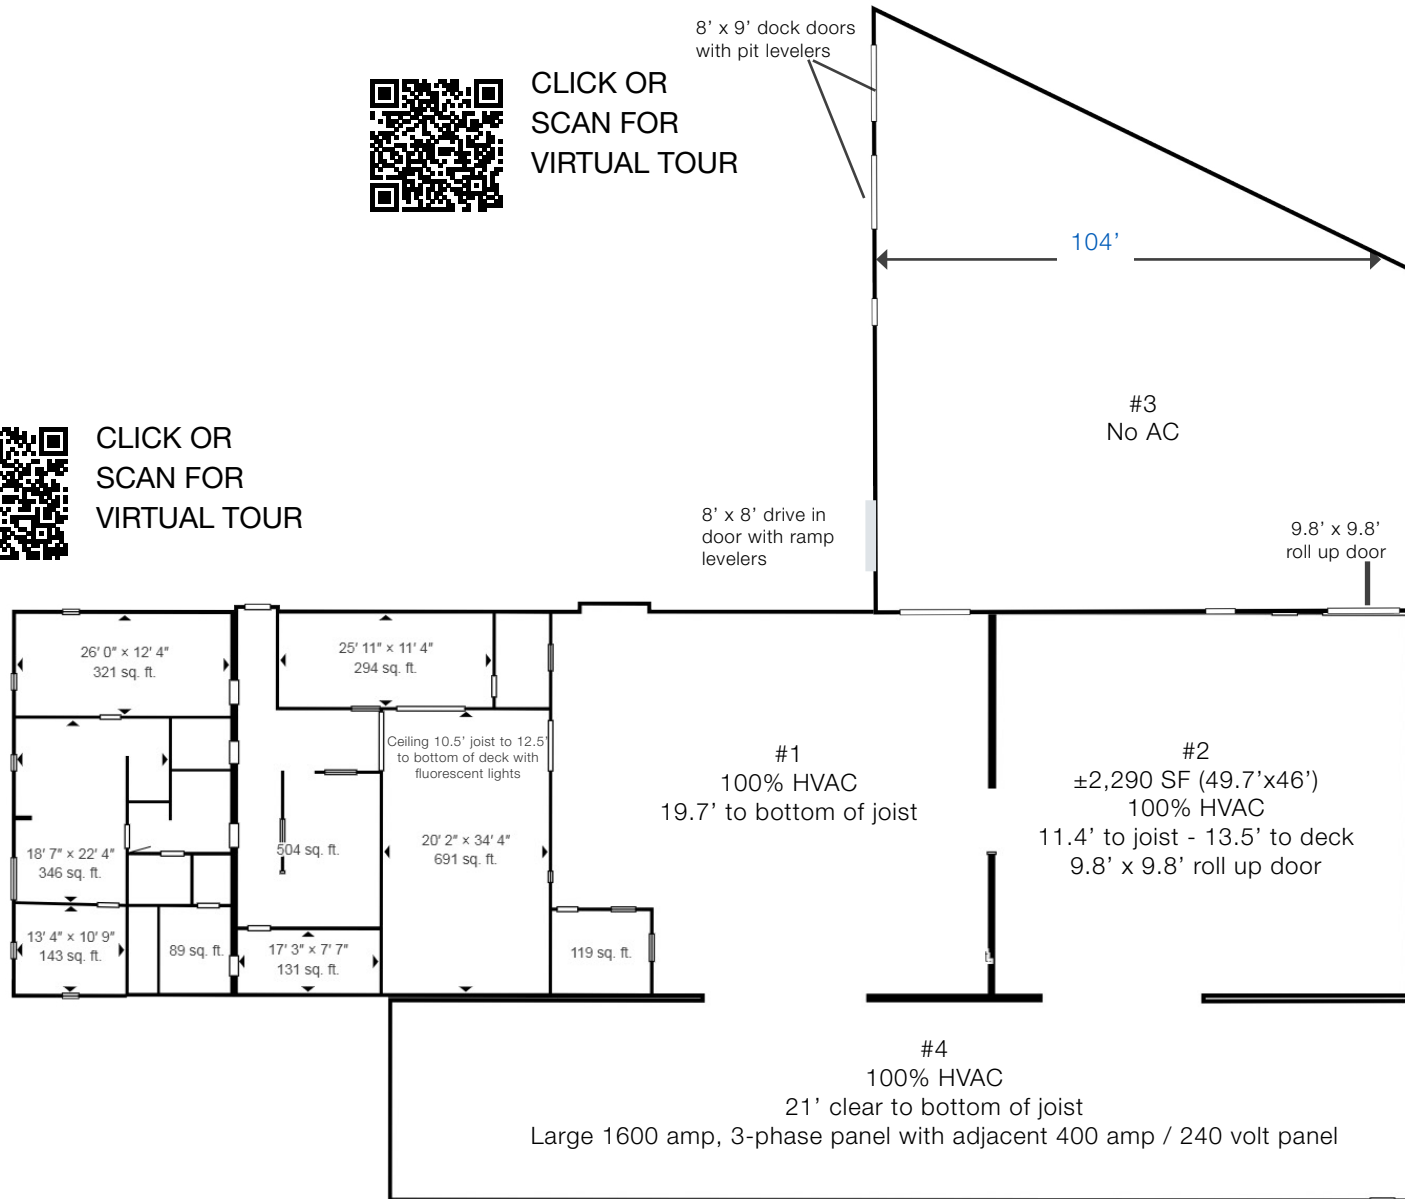 8’ x 9’ dock doors
with pit levelers
CLICK OR
SCAN FOR
VIRTUAL TOUR
104’
#3
No AC
CLICK OR
SCAN FOR
VIRTUAL TOUR
8’ x 8’ drive in
door with ramp
levelers
9.8’ x 9.8’
roll up door
26' 0" × 12' 4"
321 sq. ft.
25' 11" × 11' 4"
294 sq. ft.
Ceiling 10.5’ joist to 12.5’
to bottom of deck with
fluorescent lights
#1
100% HVAC
19.7’ to bottom of joist
#2
±2,290 SF (49.7’x46’)
100% HVAC
11.4’ to joist - 13.5’ to deck
9.8’ x 9.8’ roll up door
18' 7" × 22' 4"
346 sq. ft.
504 sq. ft.
20' 2" × 34' 4"
691 sq. ft.
13' 4" × 10' 9"
143 sq. ft.
89 sq. ft.
17' 3" × 7' 7"
131 sq. ft.
119 sq. ft.
#4
100% HVAC
21’ clear to bottom of joist
Large 1600 amp, 3-phase panel with adjacent 400 amp / 240 volt panel